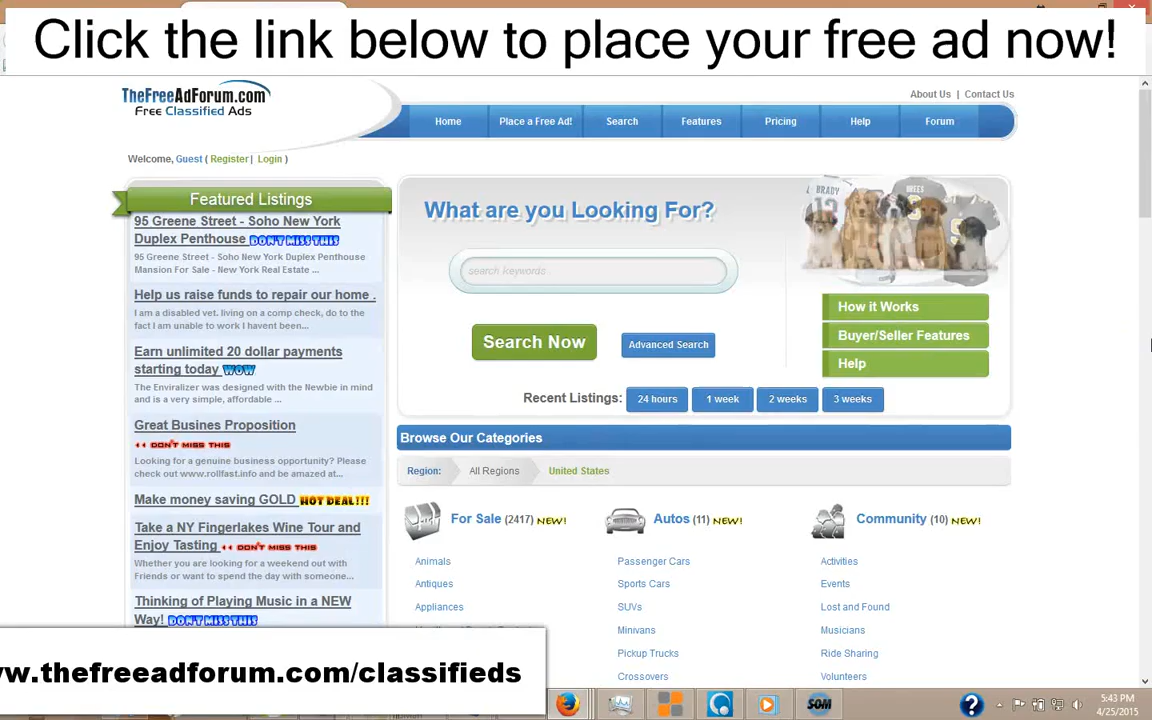 Click the link below to place your free ad now!
TheFreeAdForum.com
Free Classified Ads
About Us | Contact Us
Home Place a Free Ad! Search Features Pricing Help Forum
Welcome, Guest ( Register | Login )
Featured Listings
95 Greene Street - Soho New York
Duplex Penthouse DON'T MISS THIS
95 Greene Street - Soho New York Duplex Penthouse
Mansion For Sale - New York Real Estate ...
Help us raise funds to repair our home .
I am a disabled vet. living on a comp check, do to the
fact I am unable to work I havent been...
Earn unlimited 20 dollar payments
starting today WOW
The Enviralizer was designed with the Newbie in mind
and is a very simple, affordable ...
Great Busines Proposition
DON'T MISS THIS
Looking for a genuine business opportunity? Please
check out www.rollfast.info and be amazed at...
Make money saving GOLD HOT DEAL!!!
Take a NY Fingerlakes Wine Tour and
Enjoy Tasting DON'T MISS THIS
Whether you are looking for a weekend out with
Friends or want to spend the day with someone...
Thinking of Playing Music in a NEW
Way! DON'T MISS THIS
What are you Looking For?
search keywords
Search Now Advanced Search
BRADY
12
BREES
How it Works
Buyer/Seller Features
Help
Recent Listings: 24 hours 1 week 2 weeks 3 weeks
Browse Our Categories
Region: All Regions United States
For Sale (2417) NEW!
Animals
Antiques
Appliances
Autos (11) NEW!
Passenger Cars
Sports Cars
SUVs
Minivans
Pickup Trucks
Crossovers
Community (10) NEW!
Activities
Events
Lost and Found
Musicians
Ride Sharing
Volunteers
w.thefreeadforum.com/classifieds
SOM
5:43 PM
4/25/2015